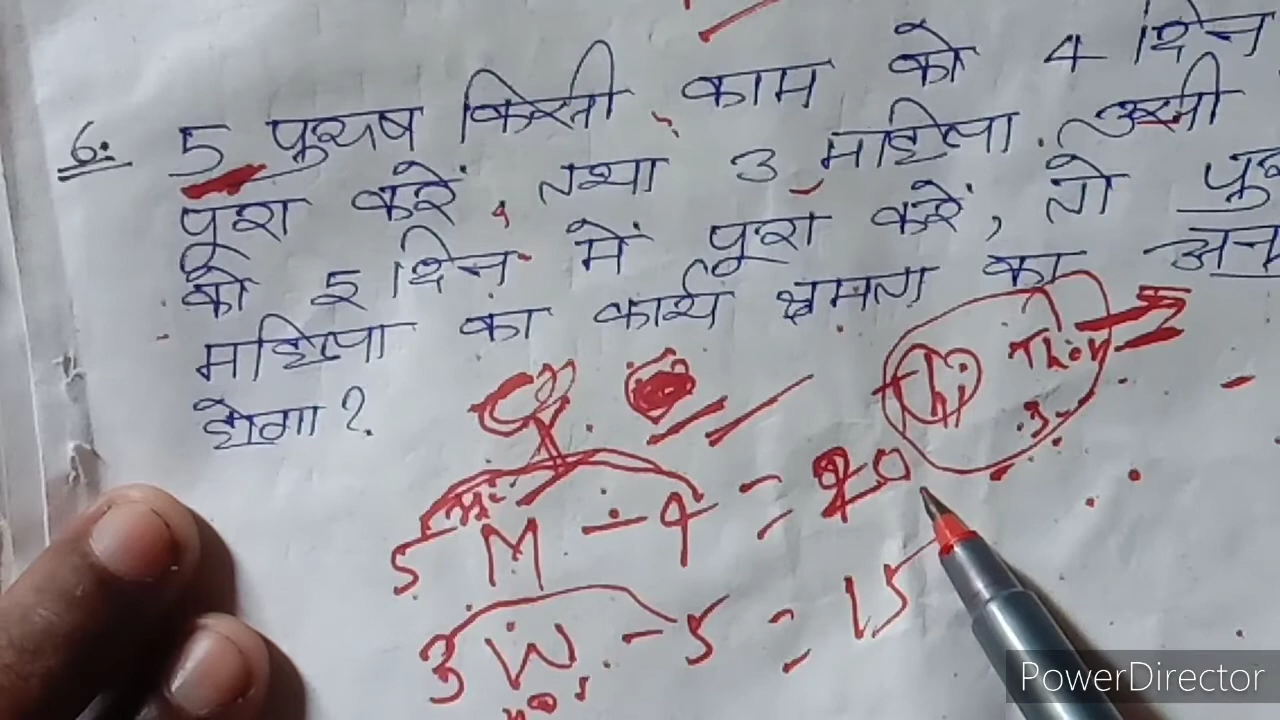 6. 5 पुरुष किसी काम को 4 दिन
पूरा करें तथा 3 महिला उसी
को 5 दिन में पूरा करें, तो
महिला का कार्य क्षमता का
होगा?
5 M - 4 = 20
3 W - 5 = 15
PowerDirector